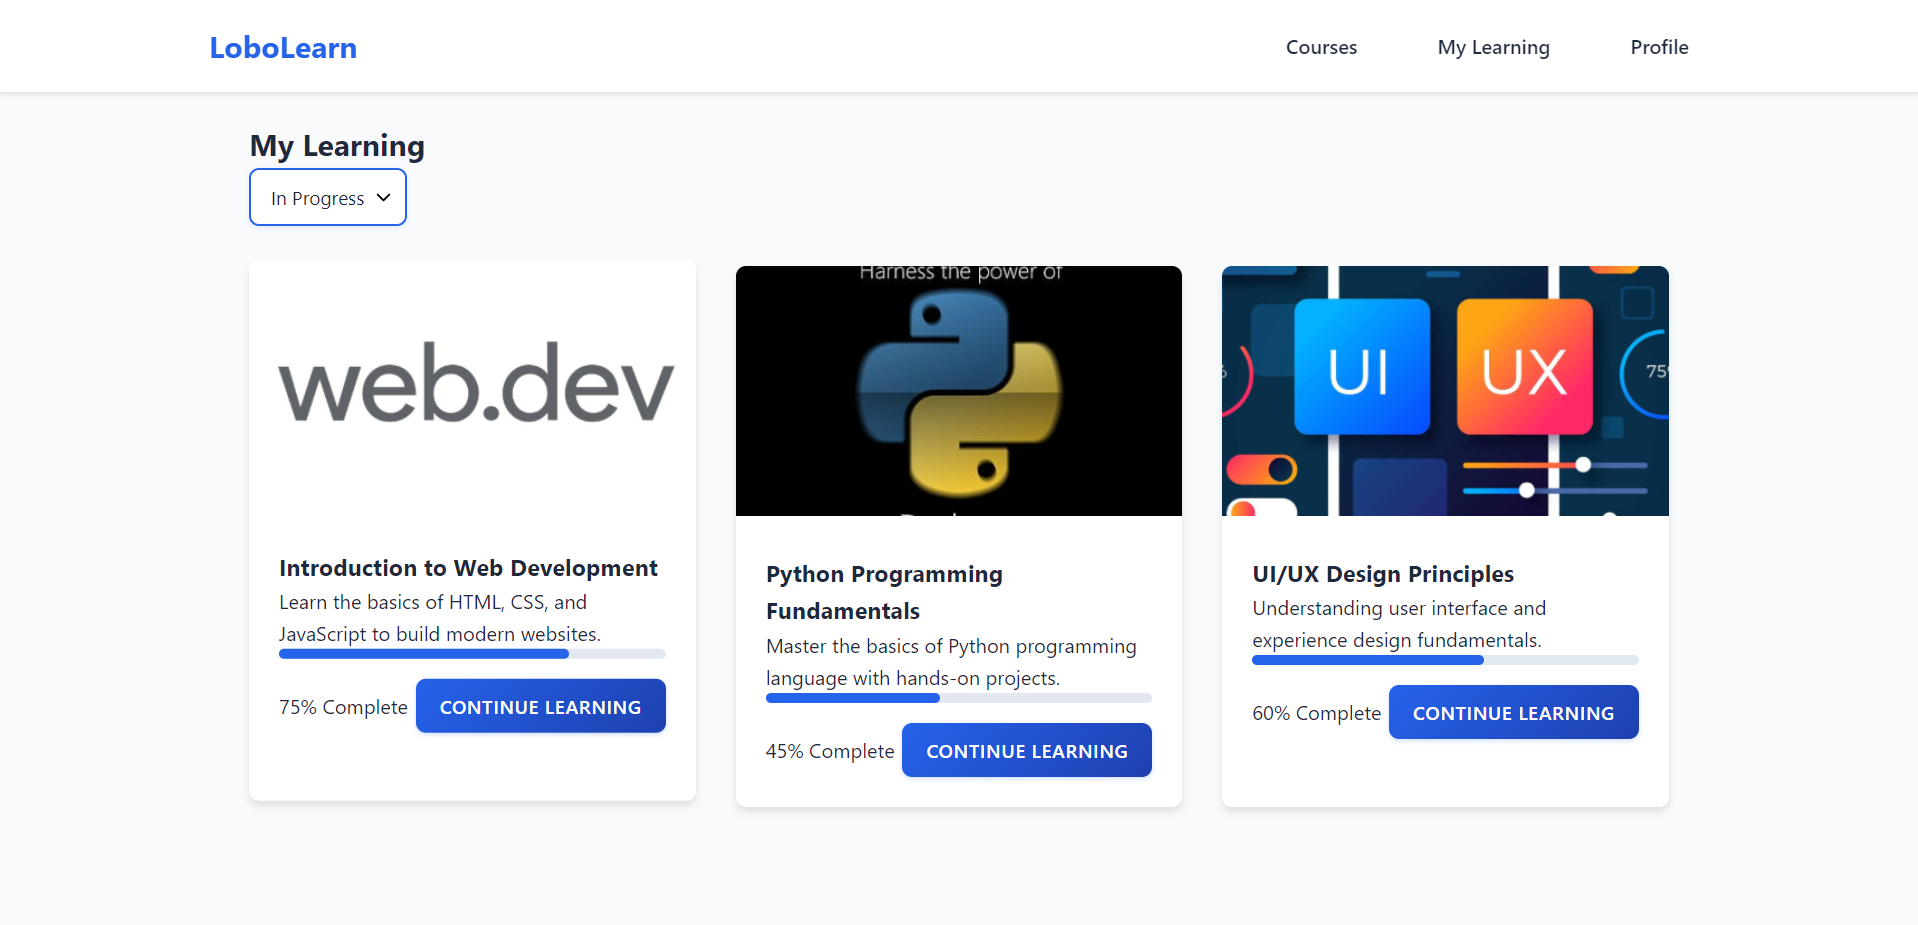 LoboLearn
Courses
My Learning
Profile
My Learning
In Progress
web.dev
Harness the power of
UI
UX
75%
Introduction to Web Development
Learn the basics of HTML, CSS, and
JavaScript to build modern websites.
75% Complete
CONTINUE LEARNING
Python Programming
Fundamentals
Master the basics of Python programming
language with hands-on projects.
45% Complete
CONTINUE LEARNING
UI/UX Design Principles
Understanding user interface and
experience design fundamentals.
60% Complete
CONTINUE LEARNING